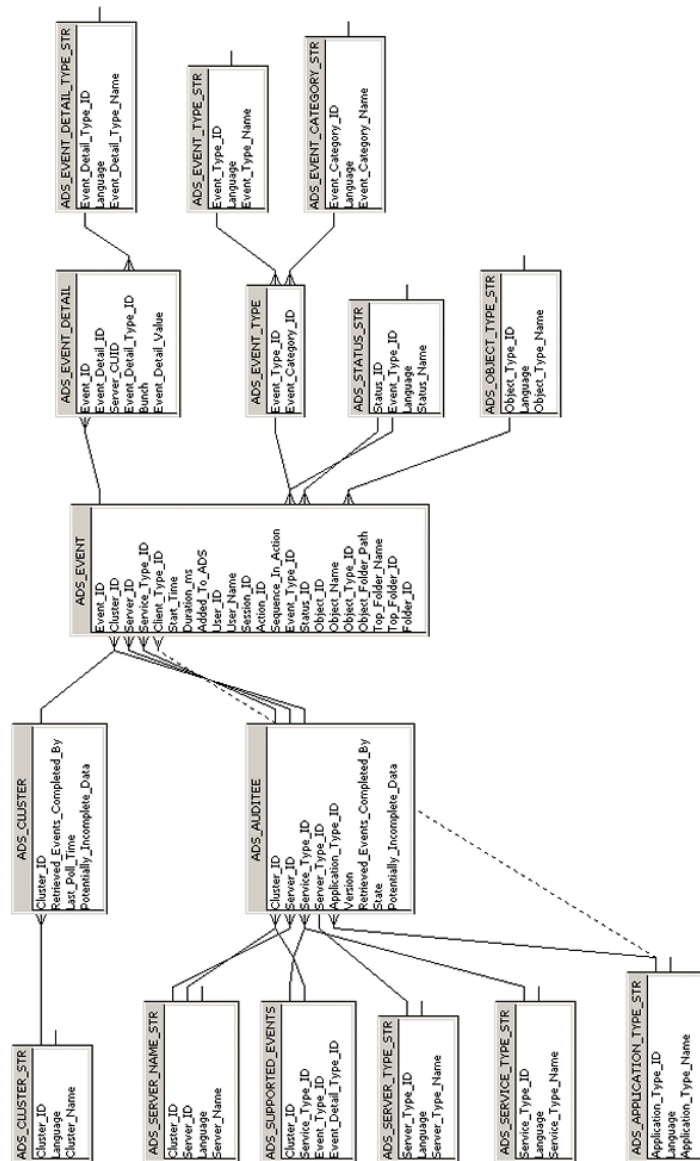 ADS_EVENT_DETAIL_TYPE_STR
Event_Detail_Type_ID
Language
Event_Detail_Type_Name
ADS_EVENT_TYPE_STR
Event_Type_ID
Language
Event_Type_Name
ADS_EVENT_CATEGORY_STR
Event_Category_ID
Language
Event_Category_Name
ADS_EVENT_DETAIL
Event_ID
Event_Detail_ID
Server_CUID
Event_Detail_Type_ID
Bunch
Event_Detail_Value
ADS_EVENT_TYPE
Event_Type_ID
Event_Category_ID
ADS_STATUS_STR
Status_ID
Event_Type_ID
Language
Status_Name
ADS_OBJECT_TYPE_STR
Object_Type_ID
Language
Object_Type_Name
ADS_EVENT
Event_ID
Cluster_ID
Server_ID
Service_Type_ID
Client_Type_ID
Start_Time
Duration_ms
Added_To_ADS
User_ID
User_Name
Session_ID
Action_ID
Sequence_In_Action
Event_Type_ID
Status_ID
Object_ID
Object_Name
Object_Type_ID
Object_Folder_Path
Top_Folder_Name
Top_Folder_ID
Folder_ID
ADS_CLUSTER
Cluster_ID
Retrieved_Events_Completed_By
Last_Poll_Time
Potentially_Incomplete_Data
ADS_AUDITEE
Cluster_ID
Server_ID
Service_Type_ID
Server_Type_ID
Application_Type_ID
Version
Retrieved_Events_Completed_By
State
Potentially_Incomplete_Data
ADS_CLUSTER_STR
Cluster_ID
Language
Cluster_Name
ADS_SERVER_NAME_STR
Cluster_ID
Server_ID
Language
Server_Name
ADS_SUPPORTED_EVENTS
Cluster_ID
Service_Type_ID
Event_Type_ID
Event_Detail_Type_ID
ADS_SERVER_TYPE_STR
Server_Type_ID
Language
Server_Type_Name
ADS_SERVICE_TYPE_STR
Service_Type_ID
Language
Service_Type_Name
ADS_APPLICATION_TYPE_STR
Application_Type_ID
Language
Application_Type_Name